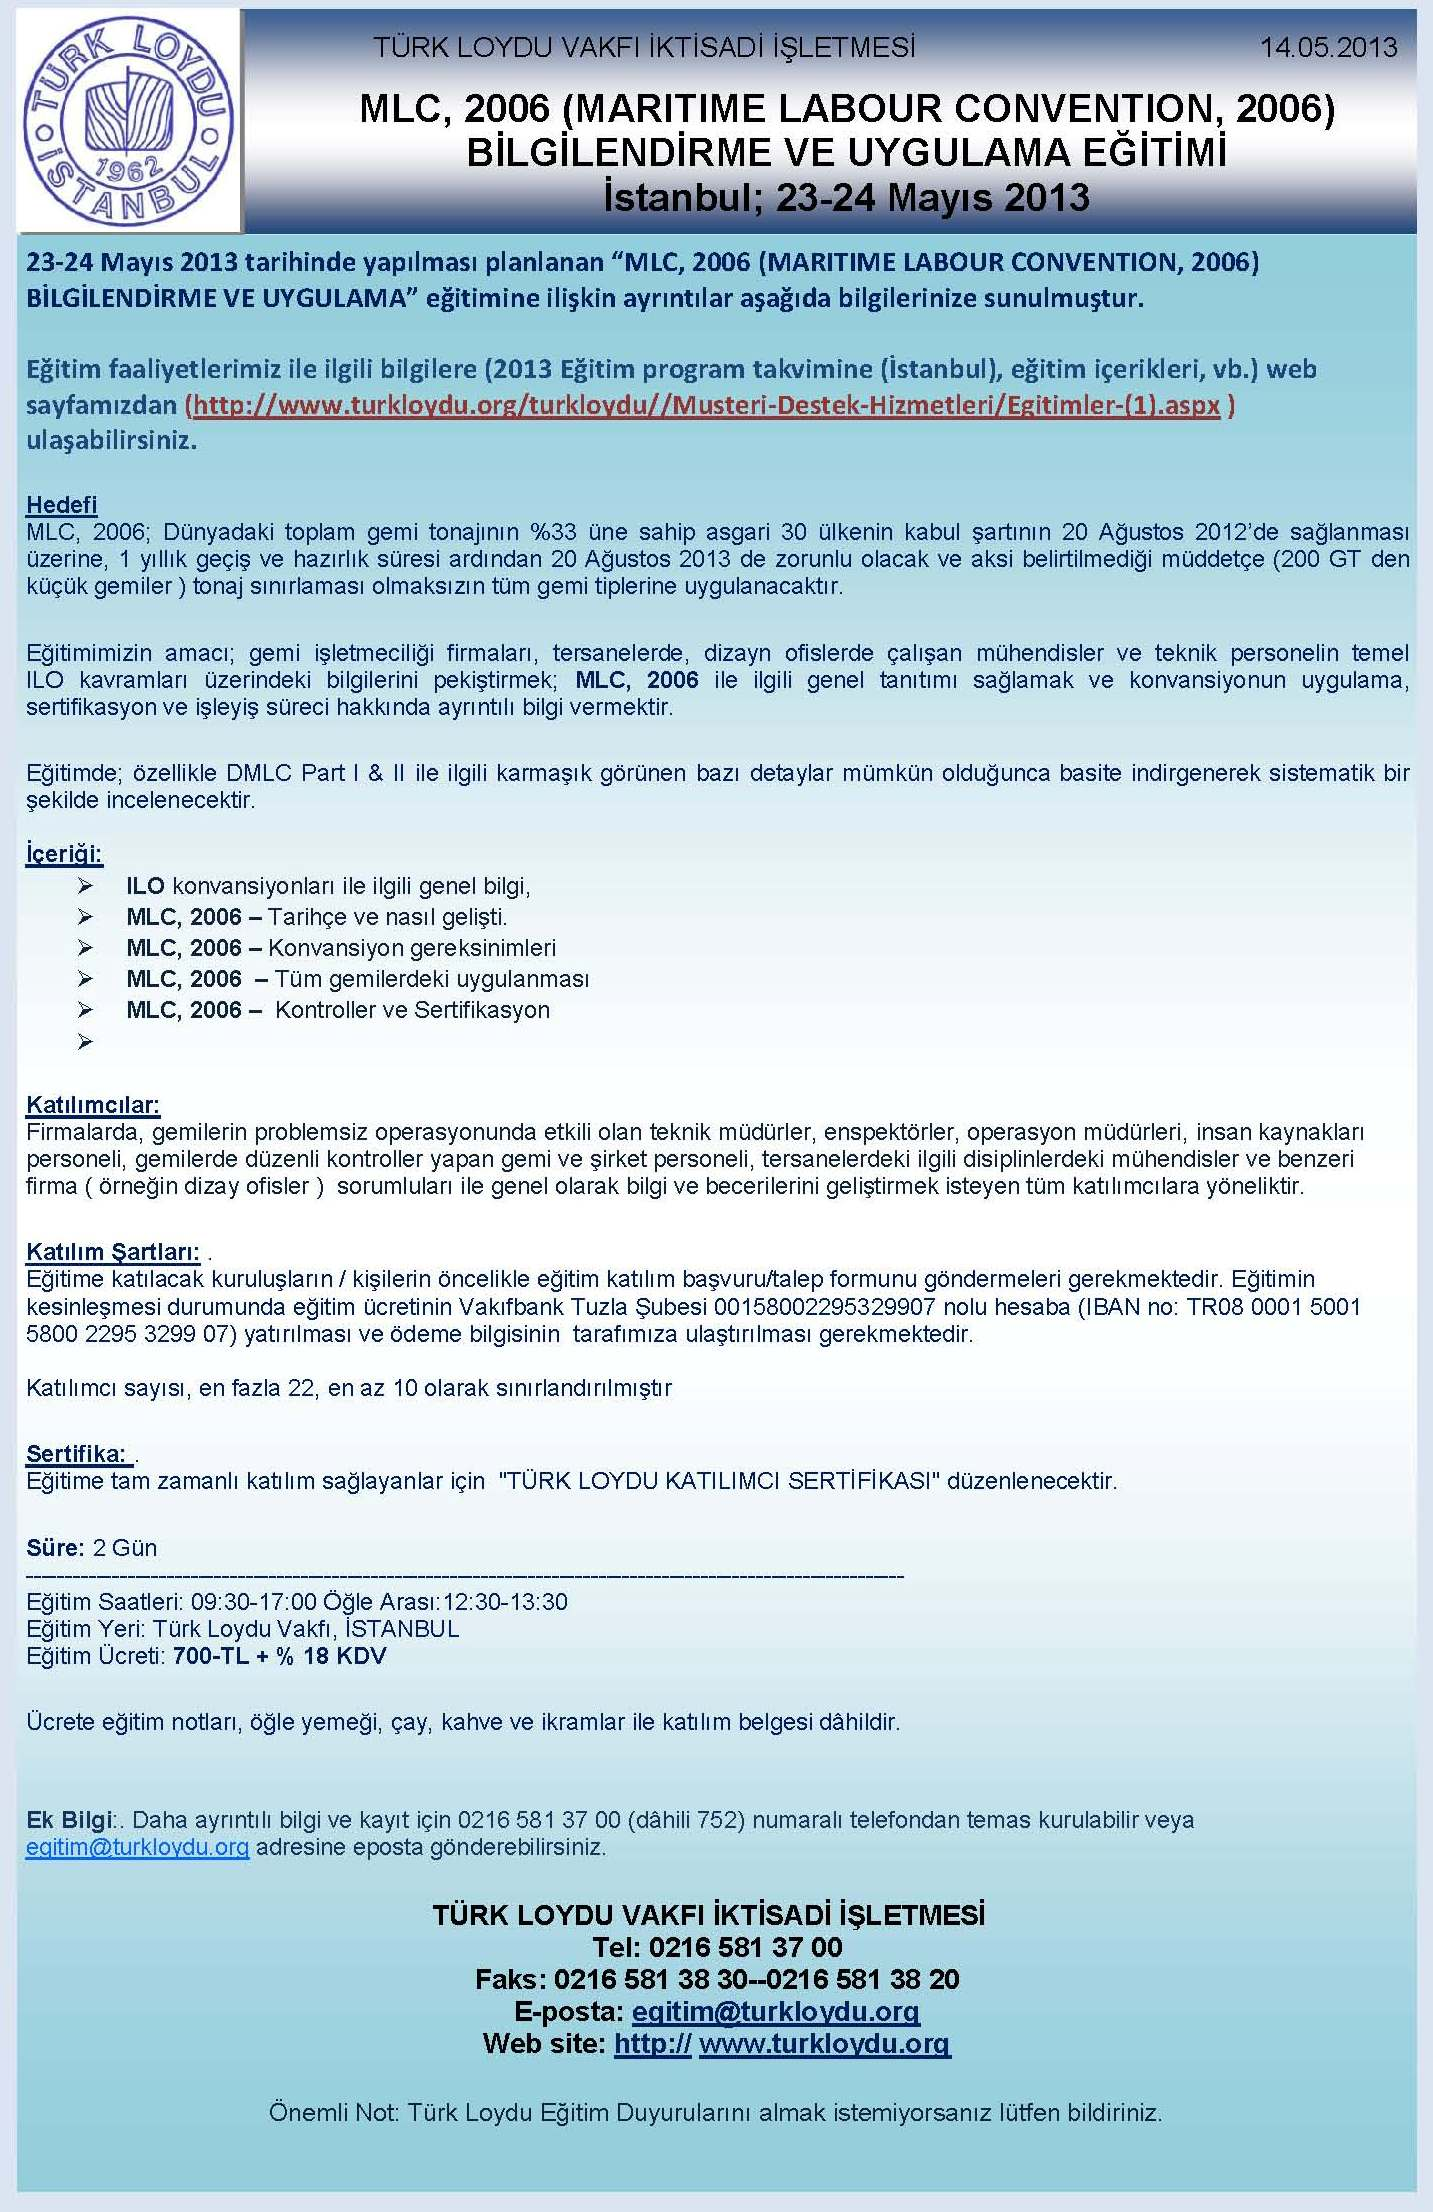 TÜRK LOYDU
1962
İSTANBUL
TÜRK LOYDU VAKFI İKTİSADİ İŞLETMESİ 14.05.2013
MLC, 2006 (MARITIME LABOUR CONVENTION, 2006)
BİLGİLENDİRME VE UYGULAMA EĞİTİMİ
İstanbul; 23-24 Mayıs 2013
23-24 Mayıs 2013 tarihinde yapılması planlanan “MLC, 2006 (MARITIME LABOUR CONVENTION, 2006)
BİLGİLENDİRME VE UYGULAMA” eğitimine ilişkin ayrıntılar aşağıda bilgilerinize sunulmuştur.
Eğitim faaliyetlerimiz ile ilgili bilgilere (2013 Eğitim program takvimine (İstanbul), eğitim içerikleri, vb.) web
sayfamızdan (http://www.turkloydu.org/turkloydu//Musteri-Destek-Hizmetleri/Egitimler-(1).aspx )
ulaşabilirsiniz.
Hedefi
MLC, 2006; Dünyadaki toplam gemi tonajının %33 üne sahip asgari 30 ülkenin kabul şartının 20 Ağustos 2012’de sağlanması
üzerine, 1 yıllık geçiş ve hazırlık süresi ardından 20 Ağustos 2013 de zorunlu olacak ve aksi belirtilmediği müddetçe (200 GT den
küçük gemiler ) tonaj sınırlaması olmaksızın tüm gemi tiplerine uygulanacaktır.
Eğitimimizin amacı; gemi işletmeciliği firmaları, tersanelerde, dizayn ofislerde çalışan mühendisler ve teknik personelin temel
ILO kavramları üzerindeki bilgilerini pekiştirmek; MLC, 2006 ile ilgili genel tanıtımı sağlamak ve konvansiyonun uygulama,
sertifikasyon ve işleyiş süreci hakkında ayrıntılı bilgi vermektir.
Eğitimde; özellikle DMLC Part I & II ile ilgili karmaşık görünen bazı detaylar mümkün olduğunca basite indirgenerek sistematik bir
şekilde incelenecektir.
İçeriği:
➢ ILO konvansiyonları ile ilgili genel bilgi,
➢ MLC, 2006 – Tarihçe ve nasıl gelişti.
➢ MLC, 2006 – Konvansiyon gereksinimleri
➢ MLC, 2006 – Tüm gemilerdeki uygulanması
➢ MLC, 2006 – Kontroller ve Sertifikasyon
➢
Katılımcılar:
Firmalarda, gemilerin problemsiz operasyonunda etkili olan teknik müdürler, enspektörler, operasyon müdürleri, insan kaynakları
personeli, gemilerde düzenli kontroller yapan gemi ve şirket personeli, tersanelerdeki ilgili disiplinlerdeki mühendisler ve benzeri
firma ( örneğin dizay ofisler ) sorumluları ile genel olarak bilgi ve becerilerini geliştirmek isteyen tüm katılımcılara yöneliktir.
Katılım Şartları: .
Eğitime katılacak kuruluşların / kişilerin öncelikle eğitim katılım başvuru/talep formunu göndermeleri gerekmektedir. Eğitimin
kesinleşmesi durumunda eğitim ücretinin Vakıfbank Tuzla Şubesi 00158002295329907 nolu hesaba (IBAN no: TR08 0001 5001
5800 2295 3299 07) yatırılması ve ödeme bilgisinin tarafımıza ulaştırılması gerekmektedir.
Katılımcı sayısı, en fazla 22, en az 10 olarak sınırlandırılmıştır
Sertifika: .
Eğitime tam zamanlı katılım sağlayanlar için "TÜRK LOYDU KATILIMCI SERTİFİKASI" düzenlenecektir.
Süre: 2 Gün
--------------------------------------------------------------------------------------------------------------------
Eğitim Saatleri: 09:30-17:00 Öğle Arası:12:30-13:30
Eğitim Yeri: Türk Loydu Vakfı, İSTANBUL
Eğitim Ücreti: 700-TL + % 18 KDV
Ücrete eğitim notları, öğle yemeği, çay, kahve ve ikramlar ile katılım belgesi dâhildir.
Ek Bilgi:. Daha ayrıntılı bilgi ve kayıt için 0216 581 37 00 (dâhili 752) numaralı telefondan temas kurulabilir veya
egitim@turkloydu.org adresine eposta gönderebilirsiniz.
TÜRK LOYDU VAKFI İKTİSADİ İŞLETMESİ
Tel: 0216 581 37 00
Faks: 0216 581 38 30--0216 581 38 20
E-posta: egitim@turkloydu.org
Web site: http:// www.turkloydu.org
Önemli Not: Türk Loydu Eğitim Duyurularını almak istemiyorsanız lütfen bildiriniz.